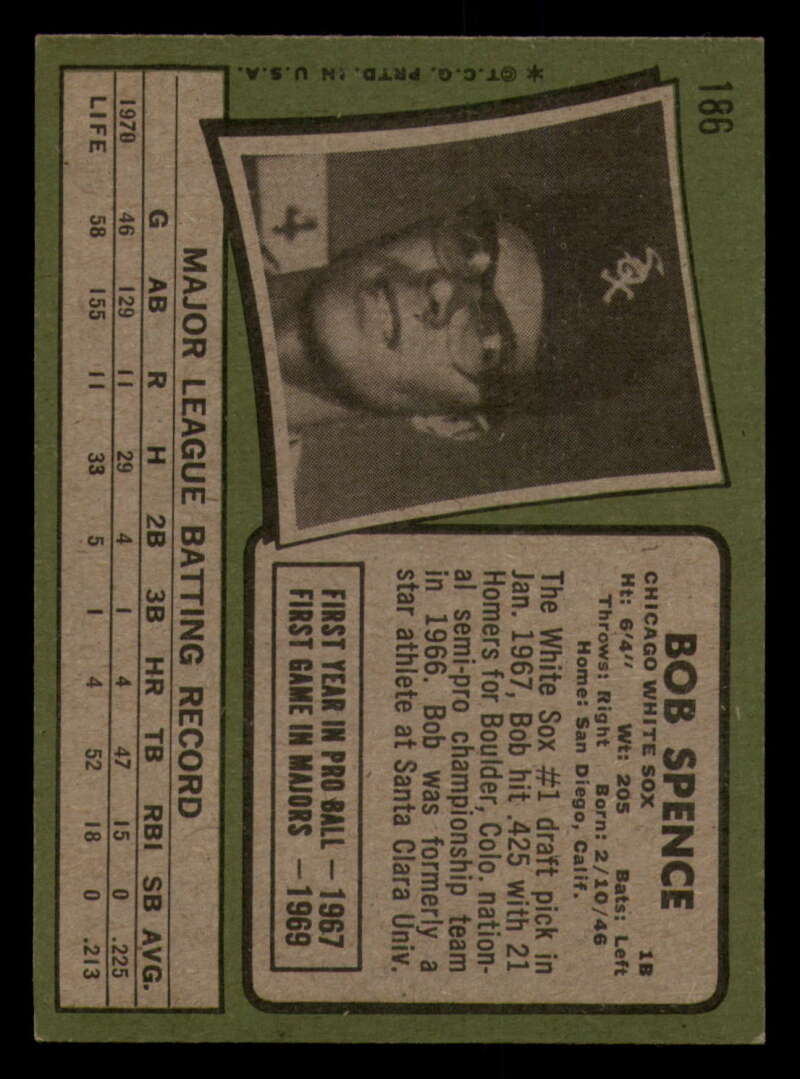 186
BOB SPENCE
CHICAGO WHITE SOX 1B
Ht: 6'4" Wt: 205 Bats: Left
Throws: Right Born: 2/10/46
Home: San Diego, Calif.
The White Sox #1 draft pick in
Jan. 1967, Bob hit .425 with 21
Homers for Boulder, Colo. nation-
al semi-pro championship team
in 1966. Bob was formerly a
star athlete at Santa Clara Univ.
FIRST YEAR IN PRO BALL — 1967
FIRST GAME IN MAJORS — 1969
SOX
4
MAJOR LEAGUE BATTING RECORD
G AB R H 2B 3B HR TB RBI SB AVG.
1970 46 129 11 29 4 1 4 47 15 0 .225
LIFE 58 155 11 33 5 1 4 52 18 0 .213
* ©T.C.G. PRTD. IN U.S.A.